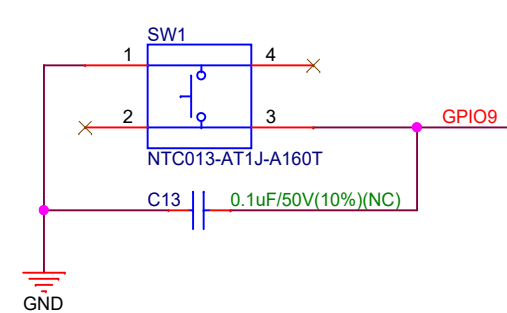 SW1
1
4
2
3
GPIO9
NTC013-AT1J-A160T
C13
0.1uF/50V(10%)(NC)
GND